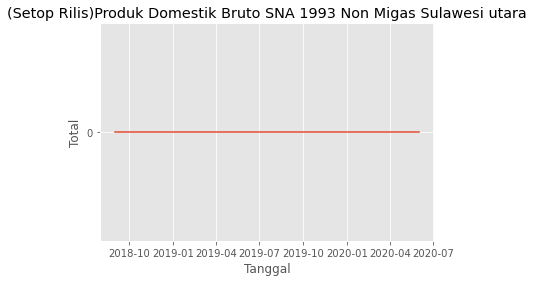 (Setop Rilis)Produk Domestik Bruto SNA 1993 Non Migas Sulawesi utara
Total
0
2018-10 2019-01 2019-04 2019-07 2019-10 2020-01 2020-04 2020-07
Tanggal